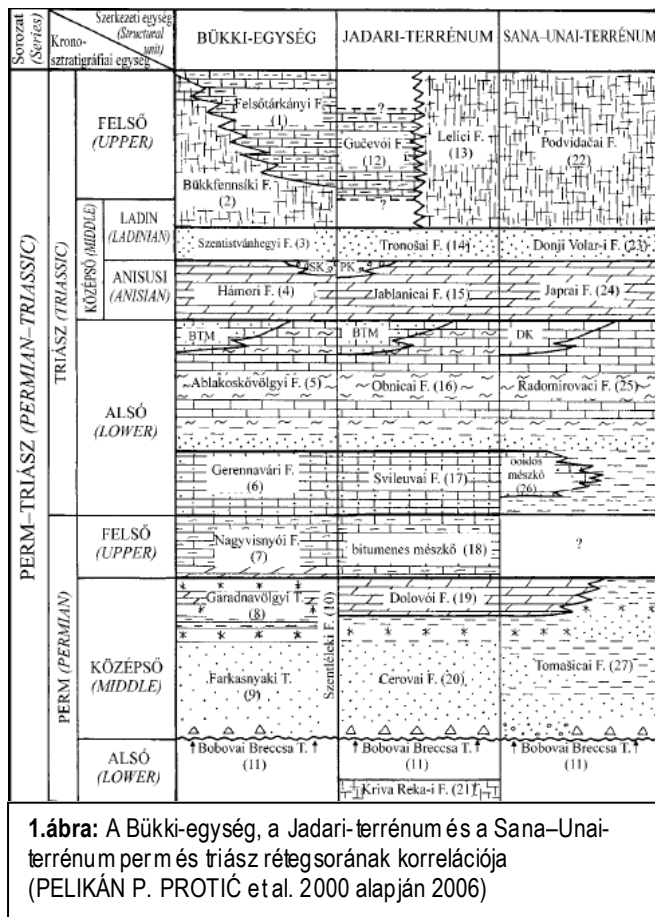 Sorozat
(Series)
Szerkezeti egység
(Structural
unit)
Krono-
sztratigráfiai egység
BÜKKI-EGYSÉG
JADARI-TERRÉNUM
SANA–UNAI-TERRÉNUM
PERM–TRIÁSZ (PERMIAN–TRIASSIC)
TRIÁSZ (TRIASSIC)
FELSŐ
(UPPER)
Felsőtárkányi F.
(1)
Bükkfennsíki F.
(2)
?
Gučevói F.
(12)
?
Lelici F.
(13)
Podvidačai F.
(22)
KÖZÉPSŐ (MIDDLE)
LADIN
(LADINIAN)
Szentistvánhegyi F. (3)
Tronošai F. (14)
Donji Volar-i F. (23)
ANISUSI
(ANISIAN)
SK
PK
Hámori F. (4)
Jablanicai F. (15)
Japrai F. (24)
ALSÓ
(LOWER)
BTM
BTM
DK
Ablakoskövölgyi F. (5)
Obnicai F. (16)
Radomirovaci F. (25)
Gerennavári F.
(6)
Svileuvai F. (17)
ooidos
mészkő
(26)
PERM (PERMIAN)
FELSŐ
(UPPER)
Nagyvisnyói F.
(7)
bitumenes mészkő (18)
?
KÖZÉPSŐ
(MIDDLE)
Garadnavölgyi T.
(8)
Farkasnyaki T.
(9)
Szentléleki F. (10)
Dolovói F. (19)
Cerovai F. (20)
Tomašicai F. (27)
ALSÓ
(LOWER)
↑ Bobovai Breccsa T. ↑
(11)
↑ Bobovai Breccsa T. ↑
(11)
↑ Bobovai Breccsa T. ↑
(11)
Kriva Reka-i F. (21)
1.ábra: A Bükki-egység, a Jadari-terrénum és a Sana–Unai-
terrénum perm és triász rétegsorának korrelációja
(PELIKÁN P. PROTIĆ et al. 2000 alapján 2006)